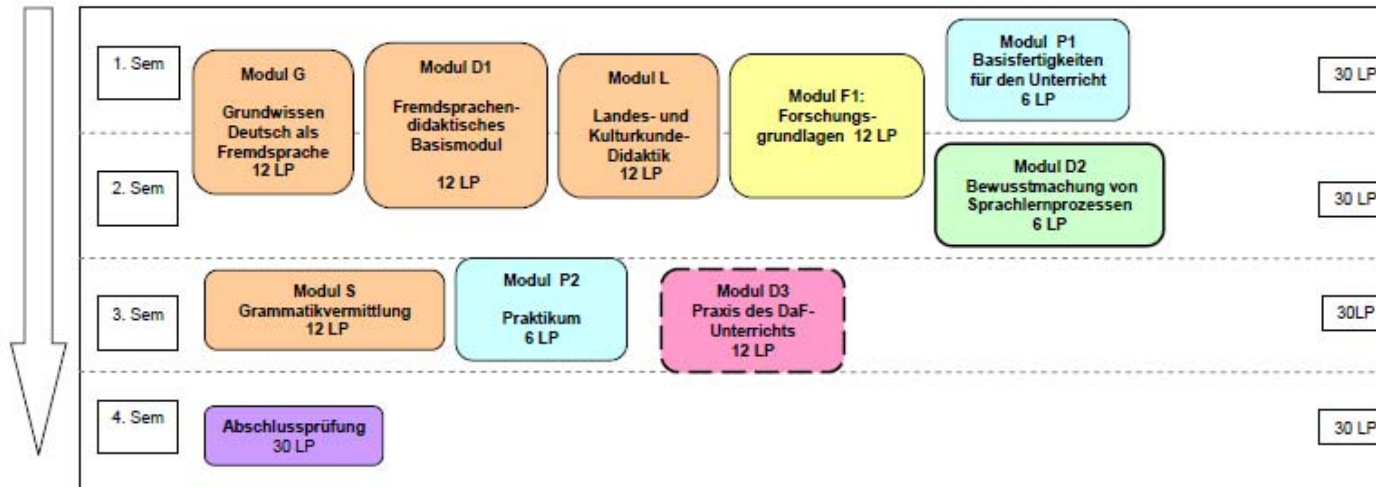 1. Sem
Modul G
Grundwissen
Deutsch als
Fremdsprache
12 LP
Modul D1
Fremdsprachen-
didaktisches
Basismodul
12 LP
Modul L
Landes- und
Kulturkunde-
Didaktik
12 LP
Modul F1:
Forschungs-
grundlagen 12 LP
Modul P1
Basisfertigkeiten
für den Unterricht
6 LP
30 LP
2. Sem
Modul D2
Bewusstmachung von
Sprachlernprozessen
6 LP
30 LP
3. Sem
Modul S
Grammatikvermittlung
12 LP
Modul P2
Praktikum
6 LP
Modul D3
Praxis des DaF-
Unterrichts
12 LP
30LP
4. Sem
Abschlussprüfung
30 LP
30 LP